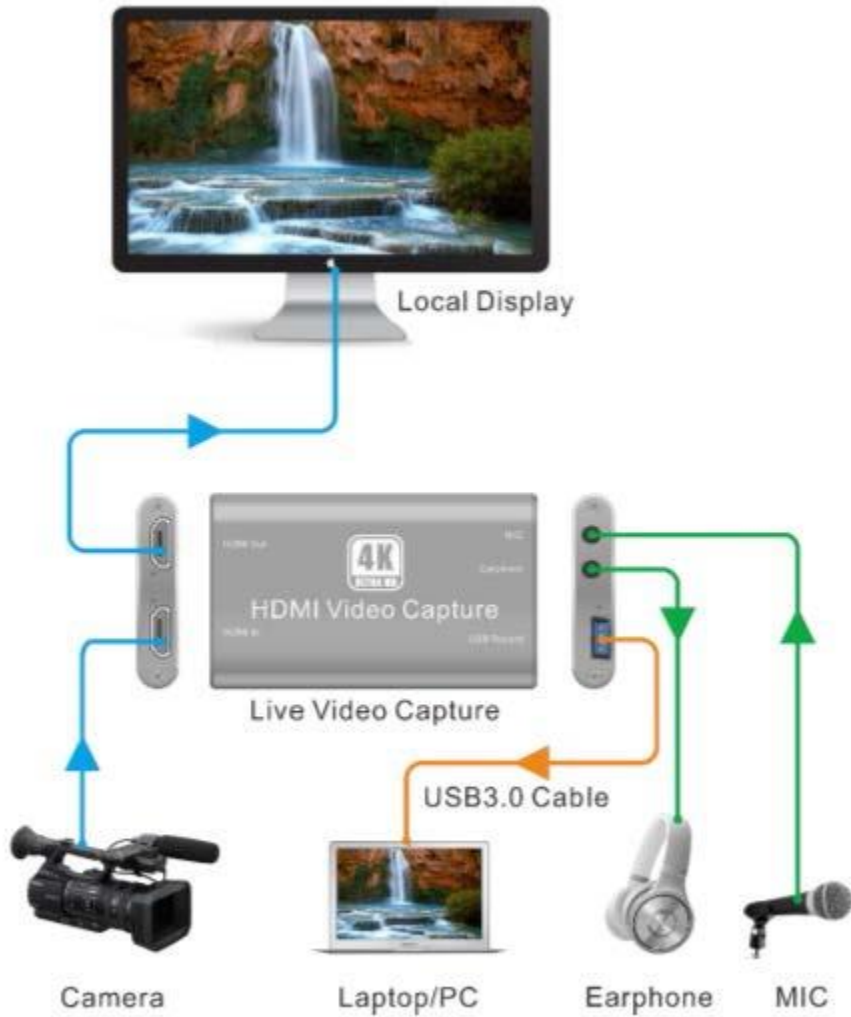 Local Display
HDMI Out
MIC
4K
ULTRA HD
Earphone
HDMI Video Capture
HDMI In
USB Record
Live Video Capture
USB3.0 Cable
Camera
Laptop/PC
Earphone
MIC